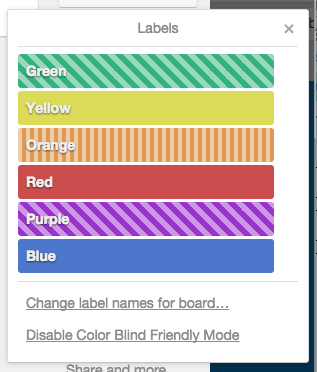 Labels
×
Green
Yellow
Orange
Red
Purple
Blue
Change label names for board…
Disable Color Blind Friendly Mode
Share and more